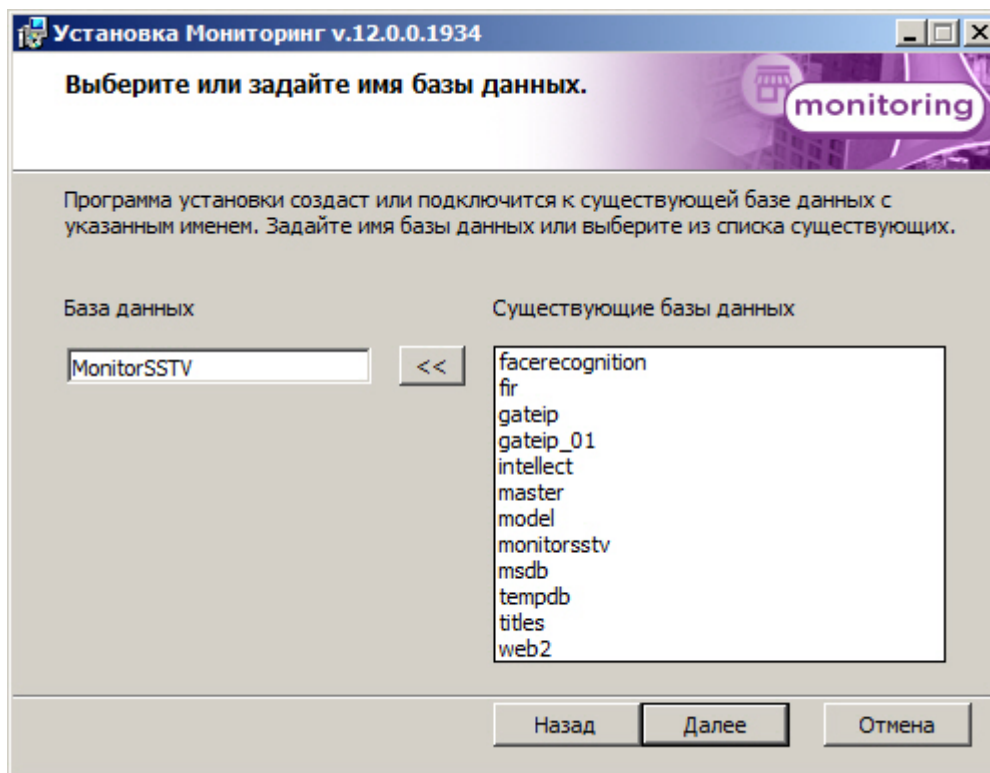 Установка Мониторинг v.12.0.0.1934
Выберите или задайте имя базы данных.
monitoring
Программа установки создаст или подключится к существующей базе данных с
указанным именем. Задайте имя базы данных или выберите из списка существующих.
База данных
Существующие базы данных
MonitorSSTV
<<
facerecognition
fir
gateip
gateip_01
intellect
master
model
monitorsstv
msdb
tempdb
titles
web2
Назад
Далее
Отмена